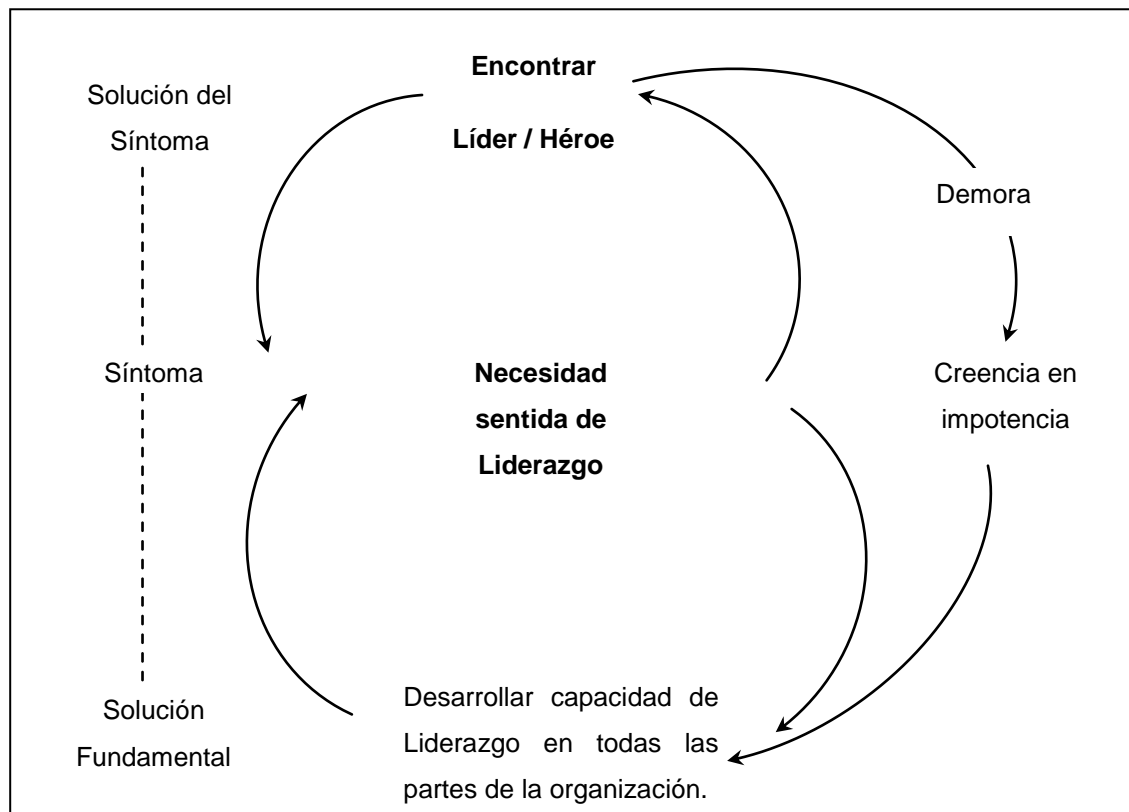 Encontrar
Líder / Héroe
Solución del
Síntoma
Demora
Síntoma
Necesidad
sentida de
Liderazgo
Creencia en
impotencia
Solución
Fundamental
Desarrollar capacidad de
Liderazgo en todas las
partes de la organización.